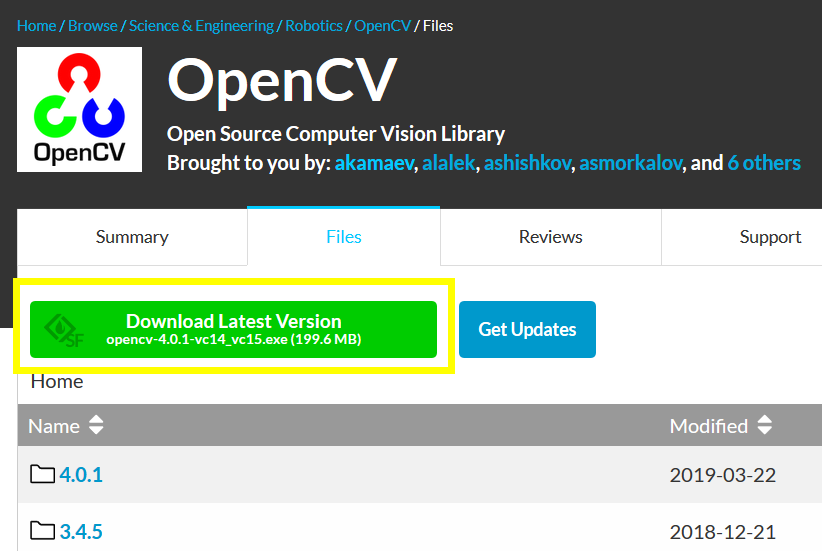 Home / Browse / Science & Engineering / Robotics / OpenCV / Files
OpenCV
OpenCV
Open Source Computer Vision Library
Brought to you by: akamaev, alalek, ashishkov, asmorkalov, and 6 others
Summary
Files
Reviews
Support
SF
Download Latest Version
opencv-4.0.1-vc14_vc15.exe (199.6 MB)
Get Updates
Home
Name
Modified
4.0.1
2019-03-22
3.4.5
2018-12-21